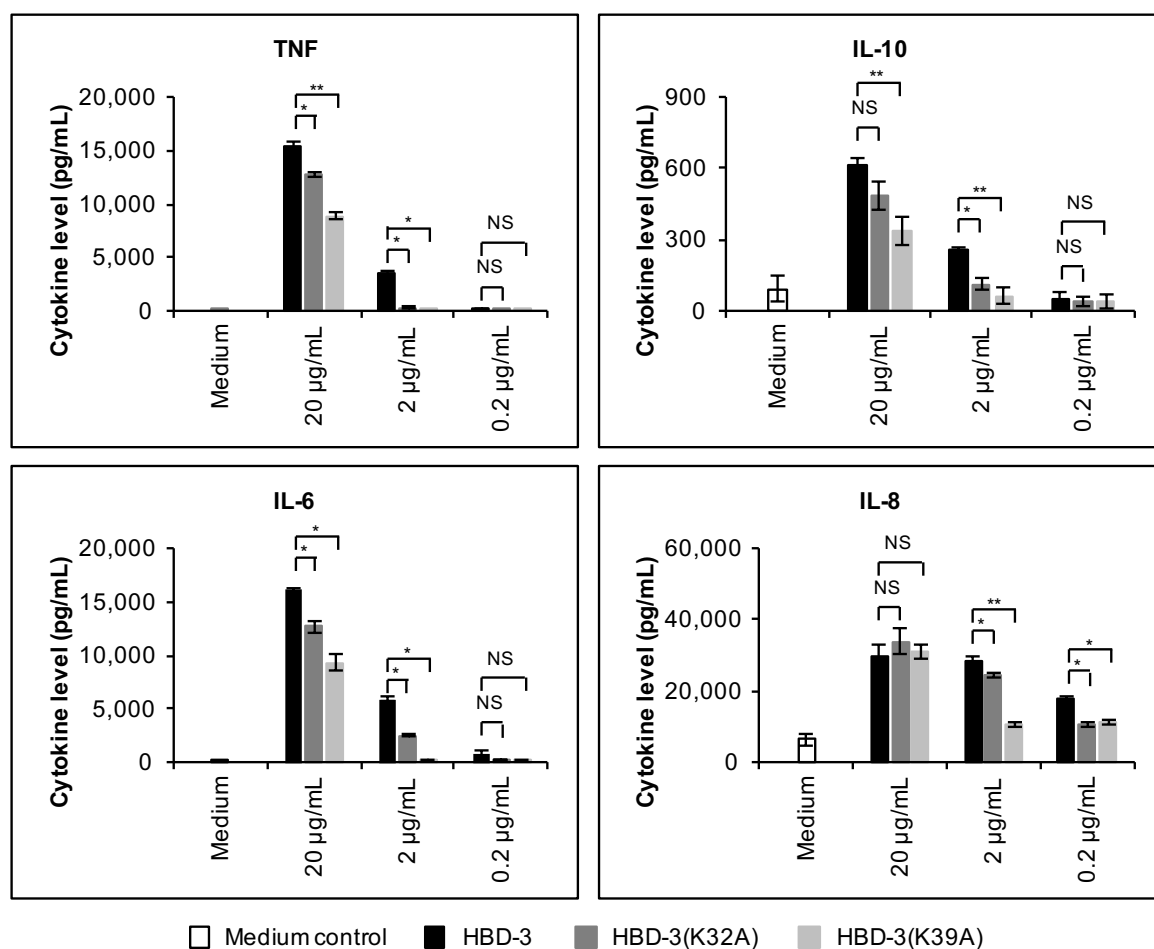 TNF
Cytokine level (pg/mL)
20,000
15,000
10,000
5,000
0
**
*
*
*
NS
NS
Medium
20 µg/mL
2 µg/mL
0.2 µg/mL
IL-10
Cytokine level (pg/mL)
900
600
300
0
**
NS
**
*
NS
NS
Medium
20 µg/mL
2 µg/mL
0.2 µg/mL
IL-6
Cytokine level (pg/mL)
20,000
15,000
10,000
5,000
0
*
*
*
*
NS
NS
Medium
20 µg/mL
2 µg/mL
0.2 µg/mL
IL-8
Cytokine level (pg/mL)
60,000
40,000
20,000
0
NS
NS
**
*
*
*
Medium
20 µg/mL
2 µg/mL
0.2 µg/mL
Medium control HBD-3 HBD-3(K32A) HBD-3(K39A)